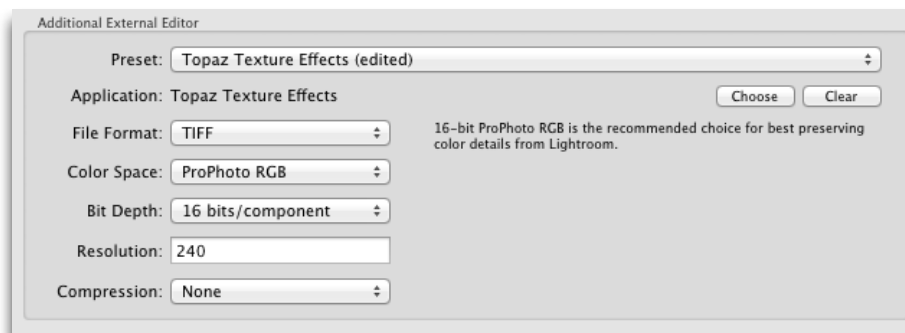 Additional External Editor
Preset: Topaz Texture Effects (edited)
Application: Topaz Texture Effects
Choose Clear
File Format: TIFF
16-bit ProPhoto RGB is the recommended choice for best preserving
color details from Lightroom.
Color Space: ProPhoto RGB
Bit Depth: 16 bits/component
Resolution: 240
Compression: None